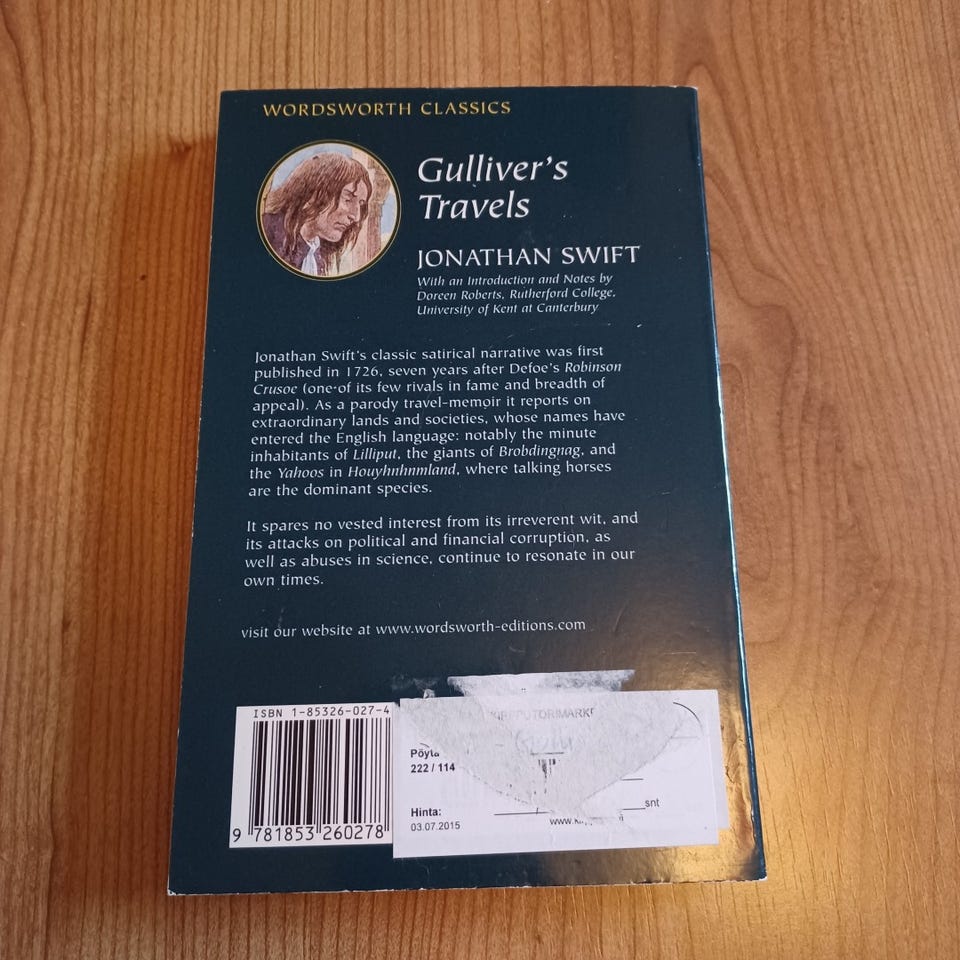 WORDSWORTH CLASSICS
Gulliver's
Travels
JONATHAN SWIFT
With an Introduction and Notes by
Doreen Roberts, Rutherford College,
University of Kent at Canterbury
Jonathan Swift's classic satirical narrative was first
published in 1726, seven years after Defoe's Robinson
Crusoe (one of its few rivals in fame and breadth of
appeal). As a parody travel-memoir it reports on
extraordinary lands and societies, whose names have
entered the English language: notably the minute
inhabitants of Lilliput, the giants of Brobdingnag, and
the Yahoos in Houyhnhnmland, where talking horses
are the dominant species.
It spares no vested interest from its irreverent wit, and
its attacks on political and financial corruption, as
well as abuses in science, continue to resonate in our
own times.
visit our website at www.wordsworth-editions.com
ISBN 1-85326-027-4
9 781853 260278
222 / 114
Hinta:
snt
03.07.2015